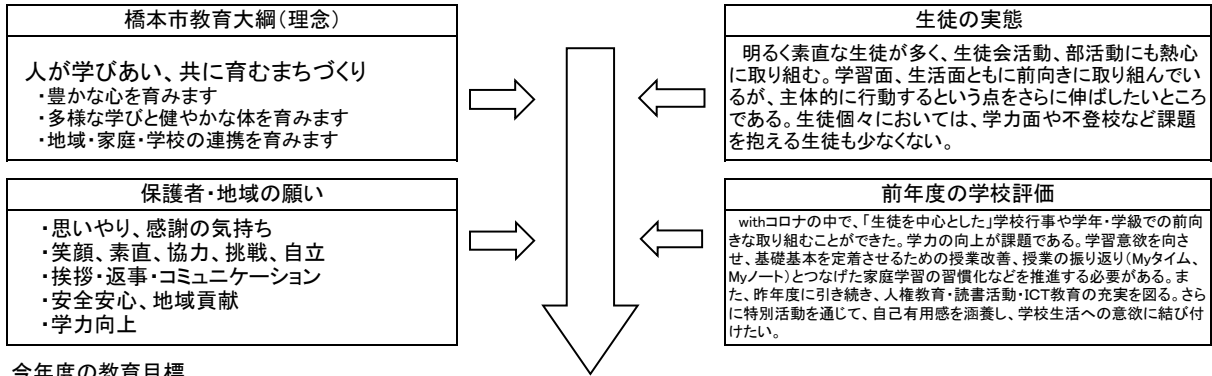 橋本市教育大綱（理念）
人が学びあい、共に育むまちづくり
・豊かな心を育みます
・多様な学びと健やかな体を育みます
・地域・家庭・学校の連携を育みます
生徒の実態
明るく素直な生徒が多く、生徒会活動、部活動にも熱心
に取り組む。学習面、生活面ともに前向きに取り組んでい
るが、主体的に行動するという点をさらに伸ばしたいところ
である。生徒個々においては、学力面や不登校など課題
を抱える生徒も少なくない。
保護者・地域の願い
・思いやり、感謝の気持ち
・笑顔、素直、協力、挑戦、自立
・挨拶・返事・コミュニケーション
・安全安心、地域貢献
・学力向上
前年度の学校評価
withコロナの中で、「生徒を中心とした」学校行事や学年・学級での前向
きな取り組むことができた。学力の向上が課題である。学習意欲を向さ
せ、基礎基本を定着させるための授業改善、授業の振り返り（Myタイム、
Myノート）とつなげた家庭学習の習慣化などを推進する必要がある。ま
た、昨年度に引き続き、人権教育・読書活動・ICT教育の充実を図る。さら
に特別活動を通じて、自己有用感を涵養し、学校生活への意欲に結び付
けたい。
今年度の教育目標